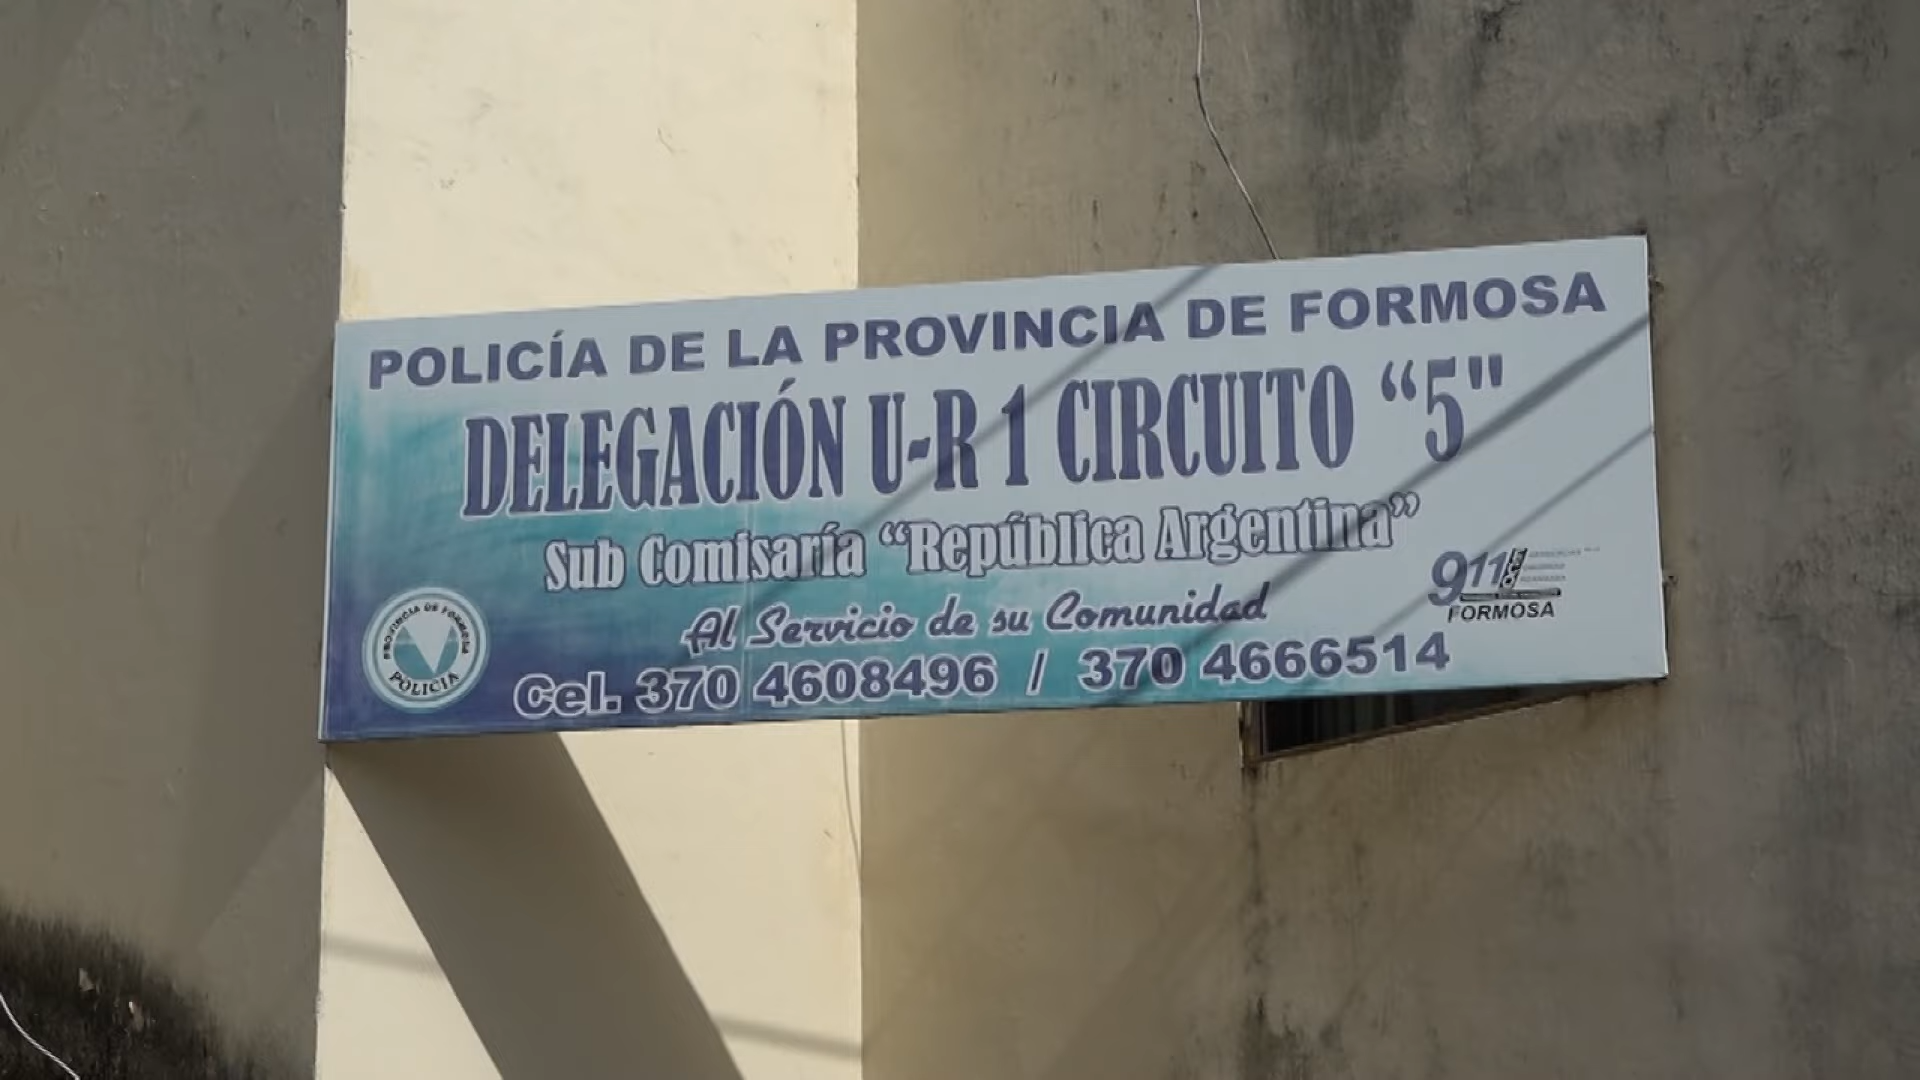 POLICÍA DE LA PROVINCIA DE FORMOSA
DELEGACIÓN U-R 1 CIRCUITO “5"
Sub Comisaría “República Argentina”
Al Servicio de su Comunidad
Cel. 370 4608496 / 370 4666514
PROVINCIA DE FORMOSA
POLICIA
911
FORMOSA